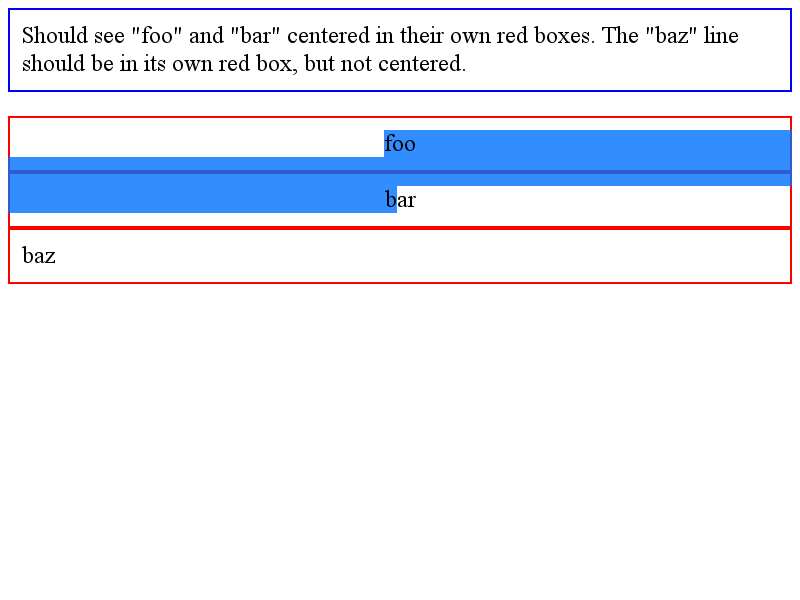 Should see "foo" and "bar" centered in their own red boxes. The "baz" line
should be in its own red box, but not centered.
foo
bar
baz